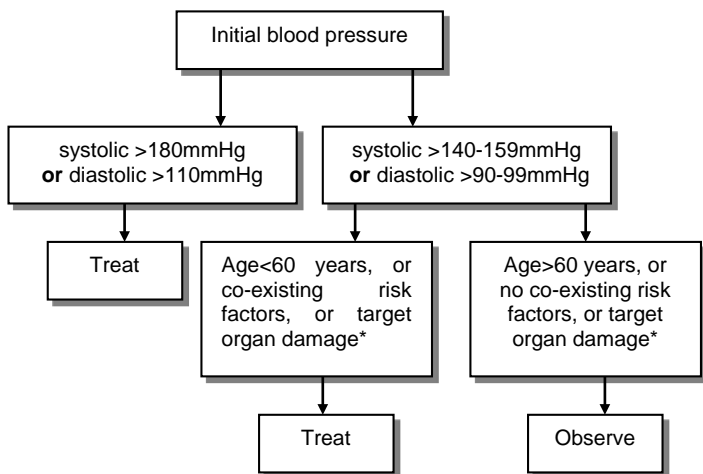 Initial blood pressure
systolic >180mmHg
or diastolic >110mmHg
systolic >140-159mmHg
or diastolic >90-99mmHg
Treat
Age<60 years, or
co-existing risk
factors, or target
organ damage*
Age>60 years, or
no co-existing risk
factors, or target
organ damage*
Treat
Observe